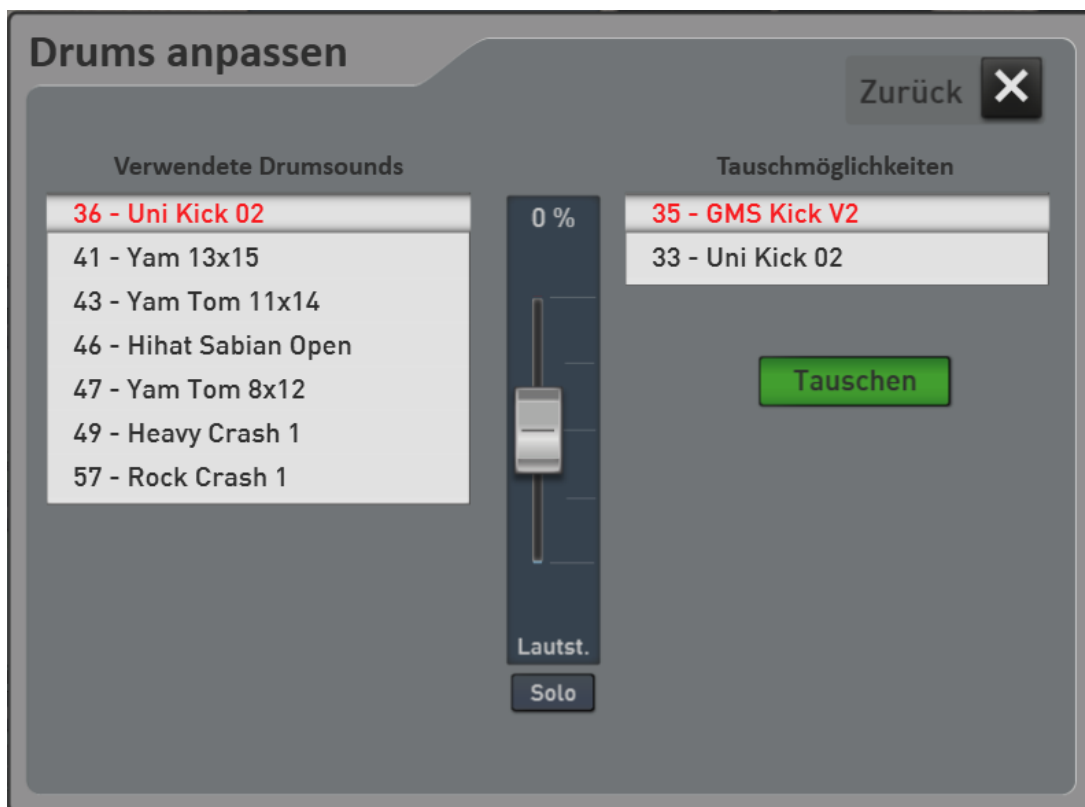 Drums anpassen
Zurück
Verwendete Drumsounds
36 - Uni Kick 02
41 - Yam 13x15
43 - Yam Tom 11x14
46 - Hihat Sabian Open
47 - Yam Tom 8x12
49 - Heavy Crash 1
57 - Rock Crash 1
0 %
Lautst.
Solo
Tauschmöglichkeiten
35 - GMS Kick V2
33 - Uni Kick 02
Tauschen